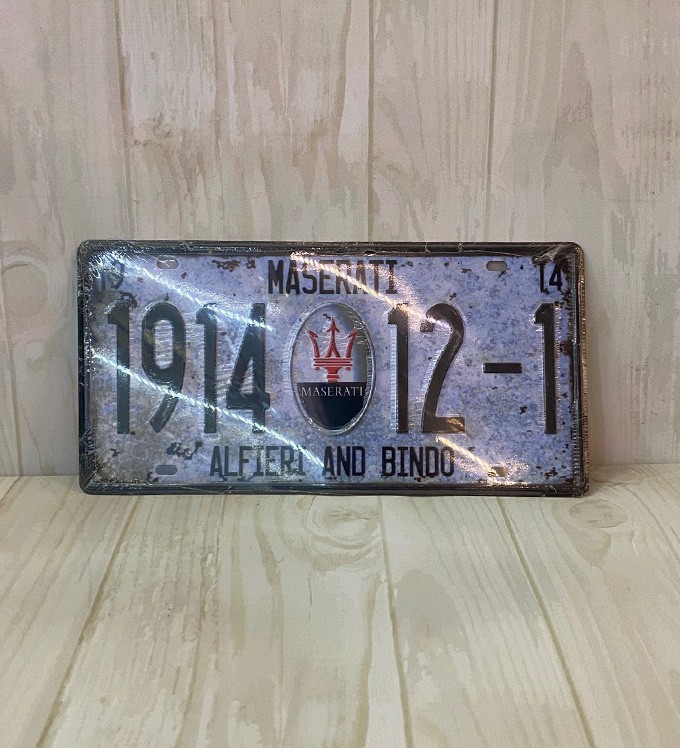 19 MASERATI 14
1914 MASERATI 12-1
ALFIERI AND BINDO